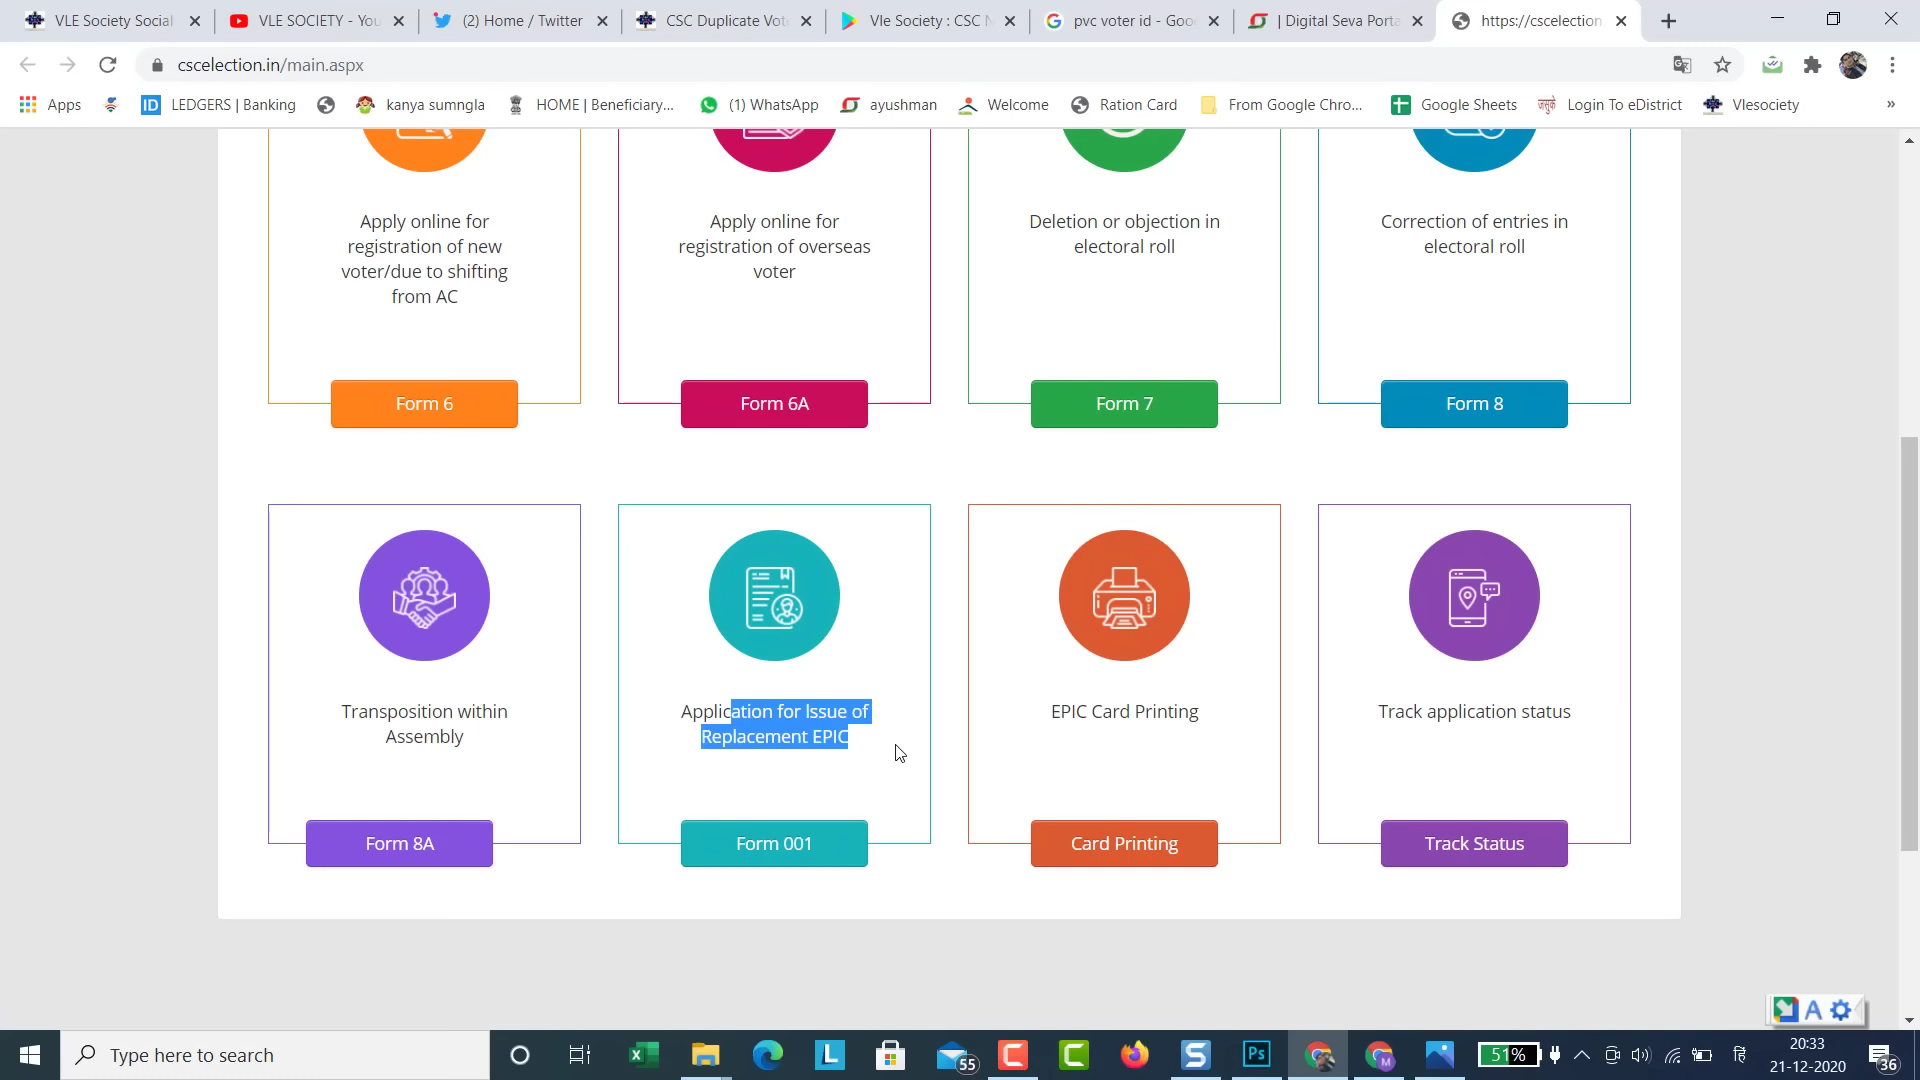 VLE Society Social
VLE SOCIETY - You
(2) Home / Twitter
CSC Duplicate Vot
Vle Society : CSC N
pvc voter id - Goo
| Digital Seva Porta
https://cscelection
cscelection.in/main.aspx
Apps
ID LEDGERS | Banking
kanya sumngla
HOME | Beneficiary...
(1) WhatsApp
ayushman
Welcome
Ration Card
From Google Chro...
Google Sheets
Login To eDistrict
Vlesociety
»
Apply online for
registration of new
voter/due to shifting
from AC
Form 6
Apply online for
registration of overseas
voter
Form 6A
Deletion or objection in
electoral roll
Form 7
Correction of entries in
electoral roll
Form 8
Transposition within
Assembly
Form 8A
Application for Issue of
Replacement EPIC
Form 001
EPIC Card Printing
Card Printing
Track application status
Track Status
A
Type here to search
L
55
C
C
S
Ps
M
51%
हि
20:33
21-12-2020
36